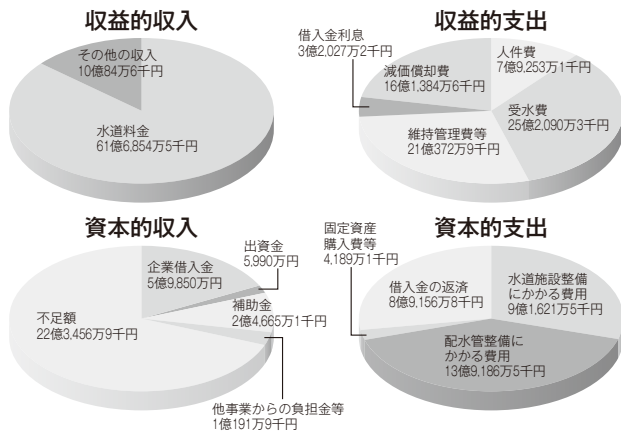 収益的収入
その他の収入
10億84万6千円
水道料金
61億6,854万5千円
収益的支出
借入金利息
3億2,027万2千円
減価償却費
16億1,384万6千円
人件費
7億9,253万1千円
受水費
25億2,090万3千円
維持管理費等
21億372万9千円
資本的収入
企業借入金
5億9,850万円
出資金
5,990万円
補助金
2億4,665万1千円
不足額
22億3,456万9千円
他事業からの負担金等
1億191万9千円
資本的支出
固定資産
購入費等
4,189万1千円
借入金の返済
8億9,156万8千円
水道施設整備
にかかる費用
9億1,621万5千円
配水管整備に
かかる費用
13億9,186万5千円